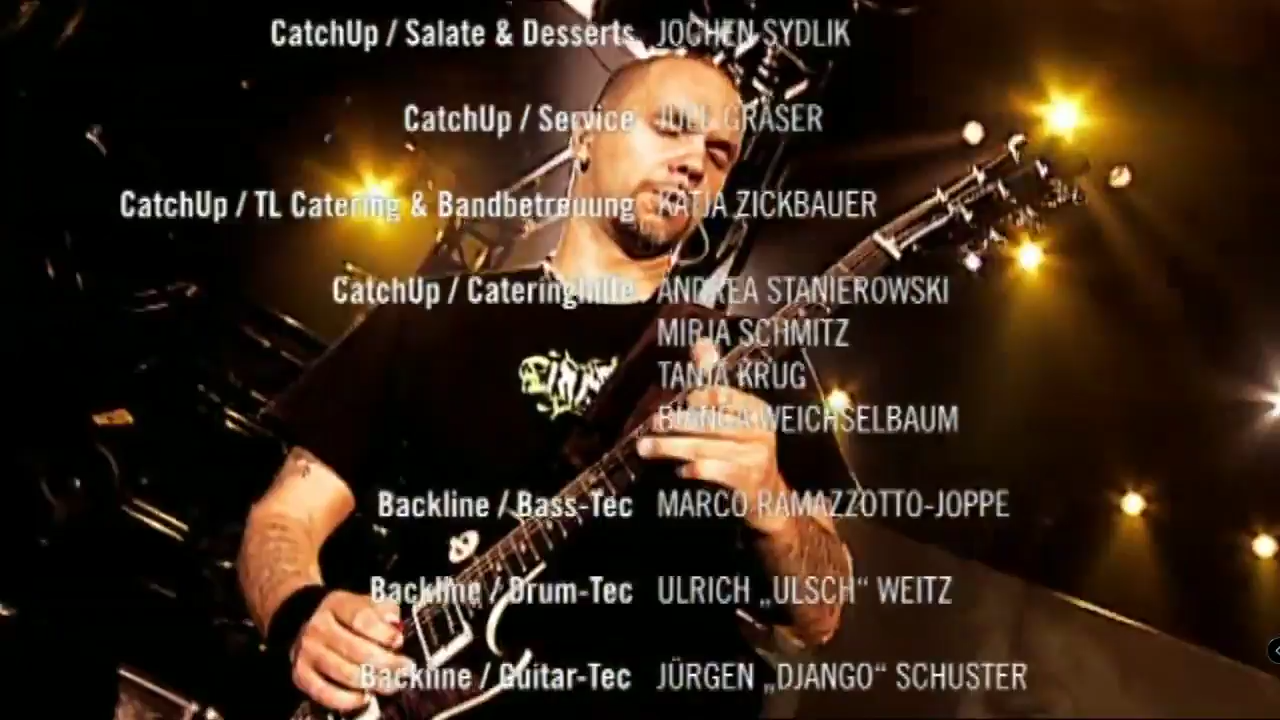 CatchUp / Salate & Desserts JOCHEN SYDLIK
CatchUp / Service GRASER
CatchUp / TL Catering & Bandbetreuung KATJA ZICKBAUER
CatchUp / Cateringhilfe ANDREA STANIEROWSKI
MIRJA SCHMITZ
TANJA KRUG
BIANCA WEICHSELBAUM
Backline / Bass-Tec MARCO RAMAZZOTTO-JOPPE
Backline / Drum-Tec ULRICH „ULSCH“ WEITZ
Backline / Guitar-Tec JÜRGEN „DJANGO“ SCHUSTER